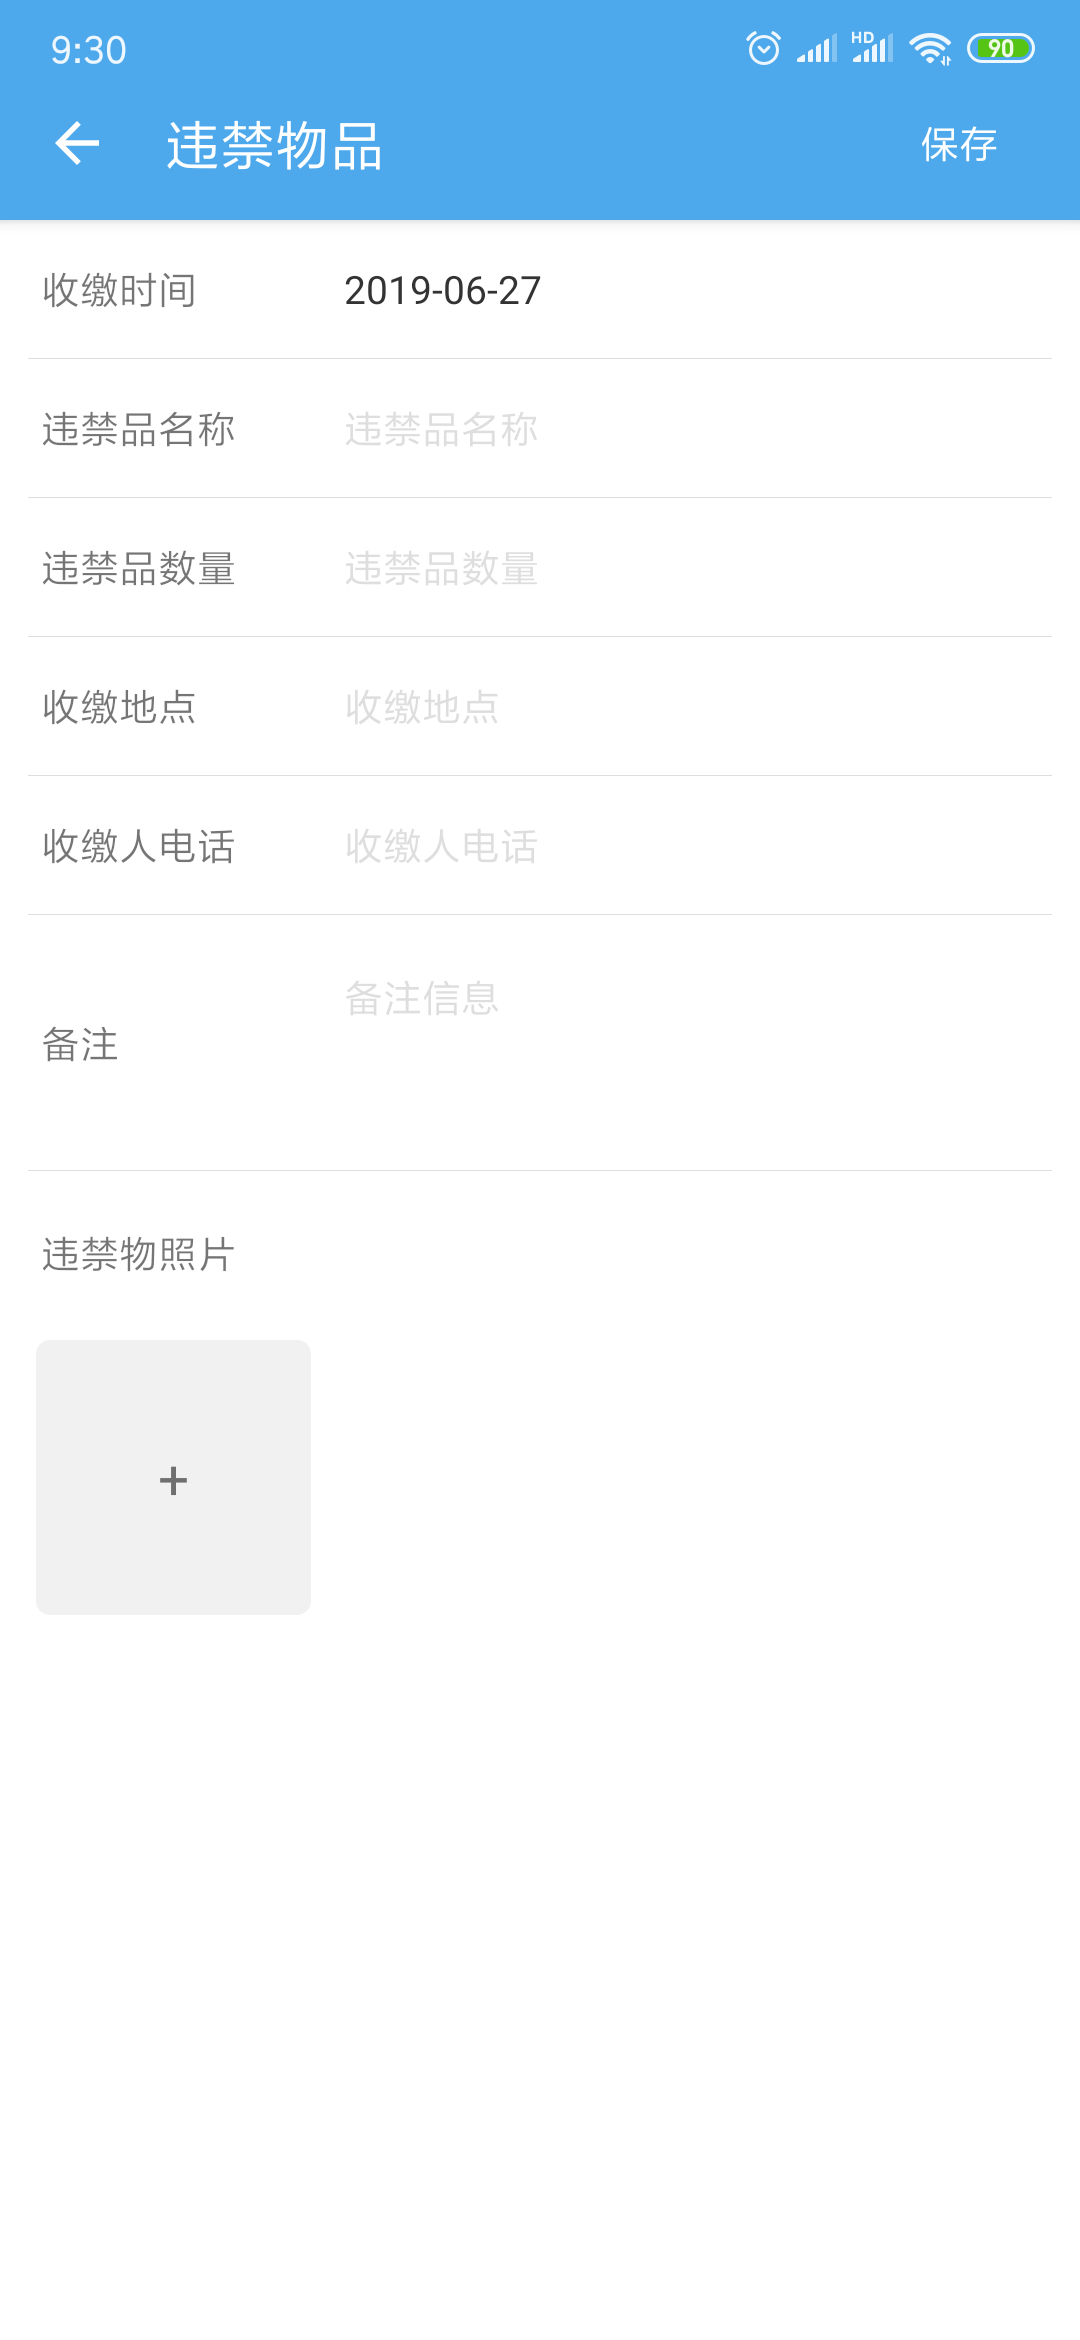 9:30 HD 90
违禁物品 保存
收缴时间 2019-06-27
违禁品名称 违禁品名称
违禁品数量 违禁品数量
收缴地点 收缴地点
收缴人电话 收缴人电话
备注信息
备注
违禁物照片
+